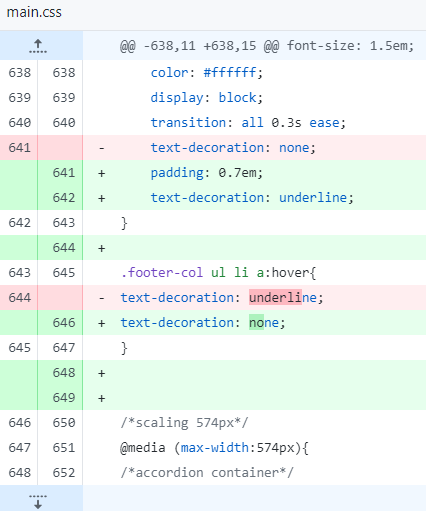 main.css
@@ -638,11 +638,15 @@ font-size: 1.5em;
638 638 color: #ffffff;
639 639 display: block;
640 640 transition: all 0.3s ease;
641 - text-decoration: none;
641 + padding: 0.7em;
642 + text-decoration: underline;
642 643 }
644 +
643 645 .footer-col ul li a:hover{
644 - text-decoration: underline;
646 + text-decoration: none;
645 647 }
648 +
649 +
646 650 /*scaling 574px*/
647 651 @media (max-width:574px){
648 652 /*accordion container*/